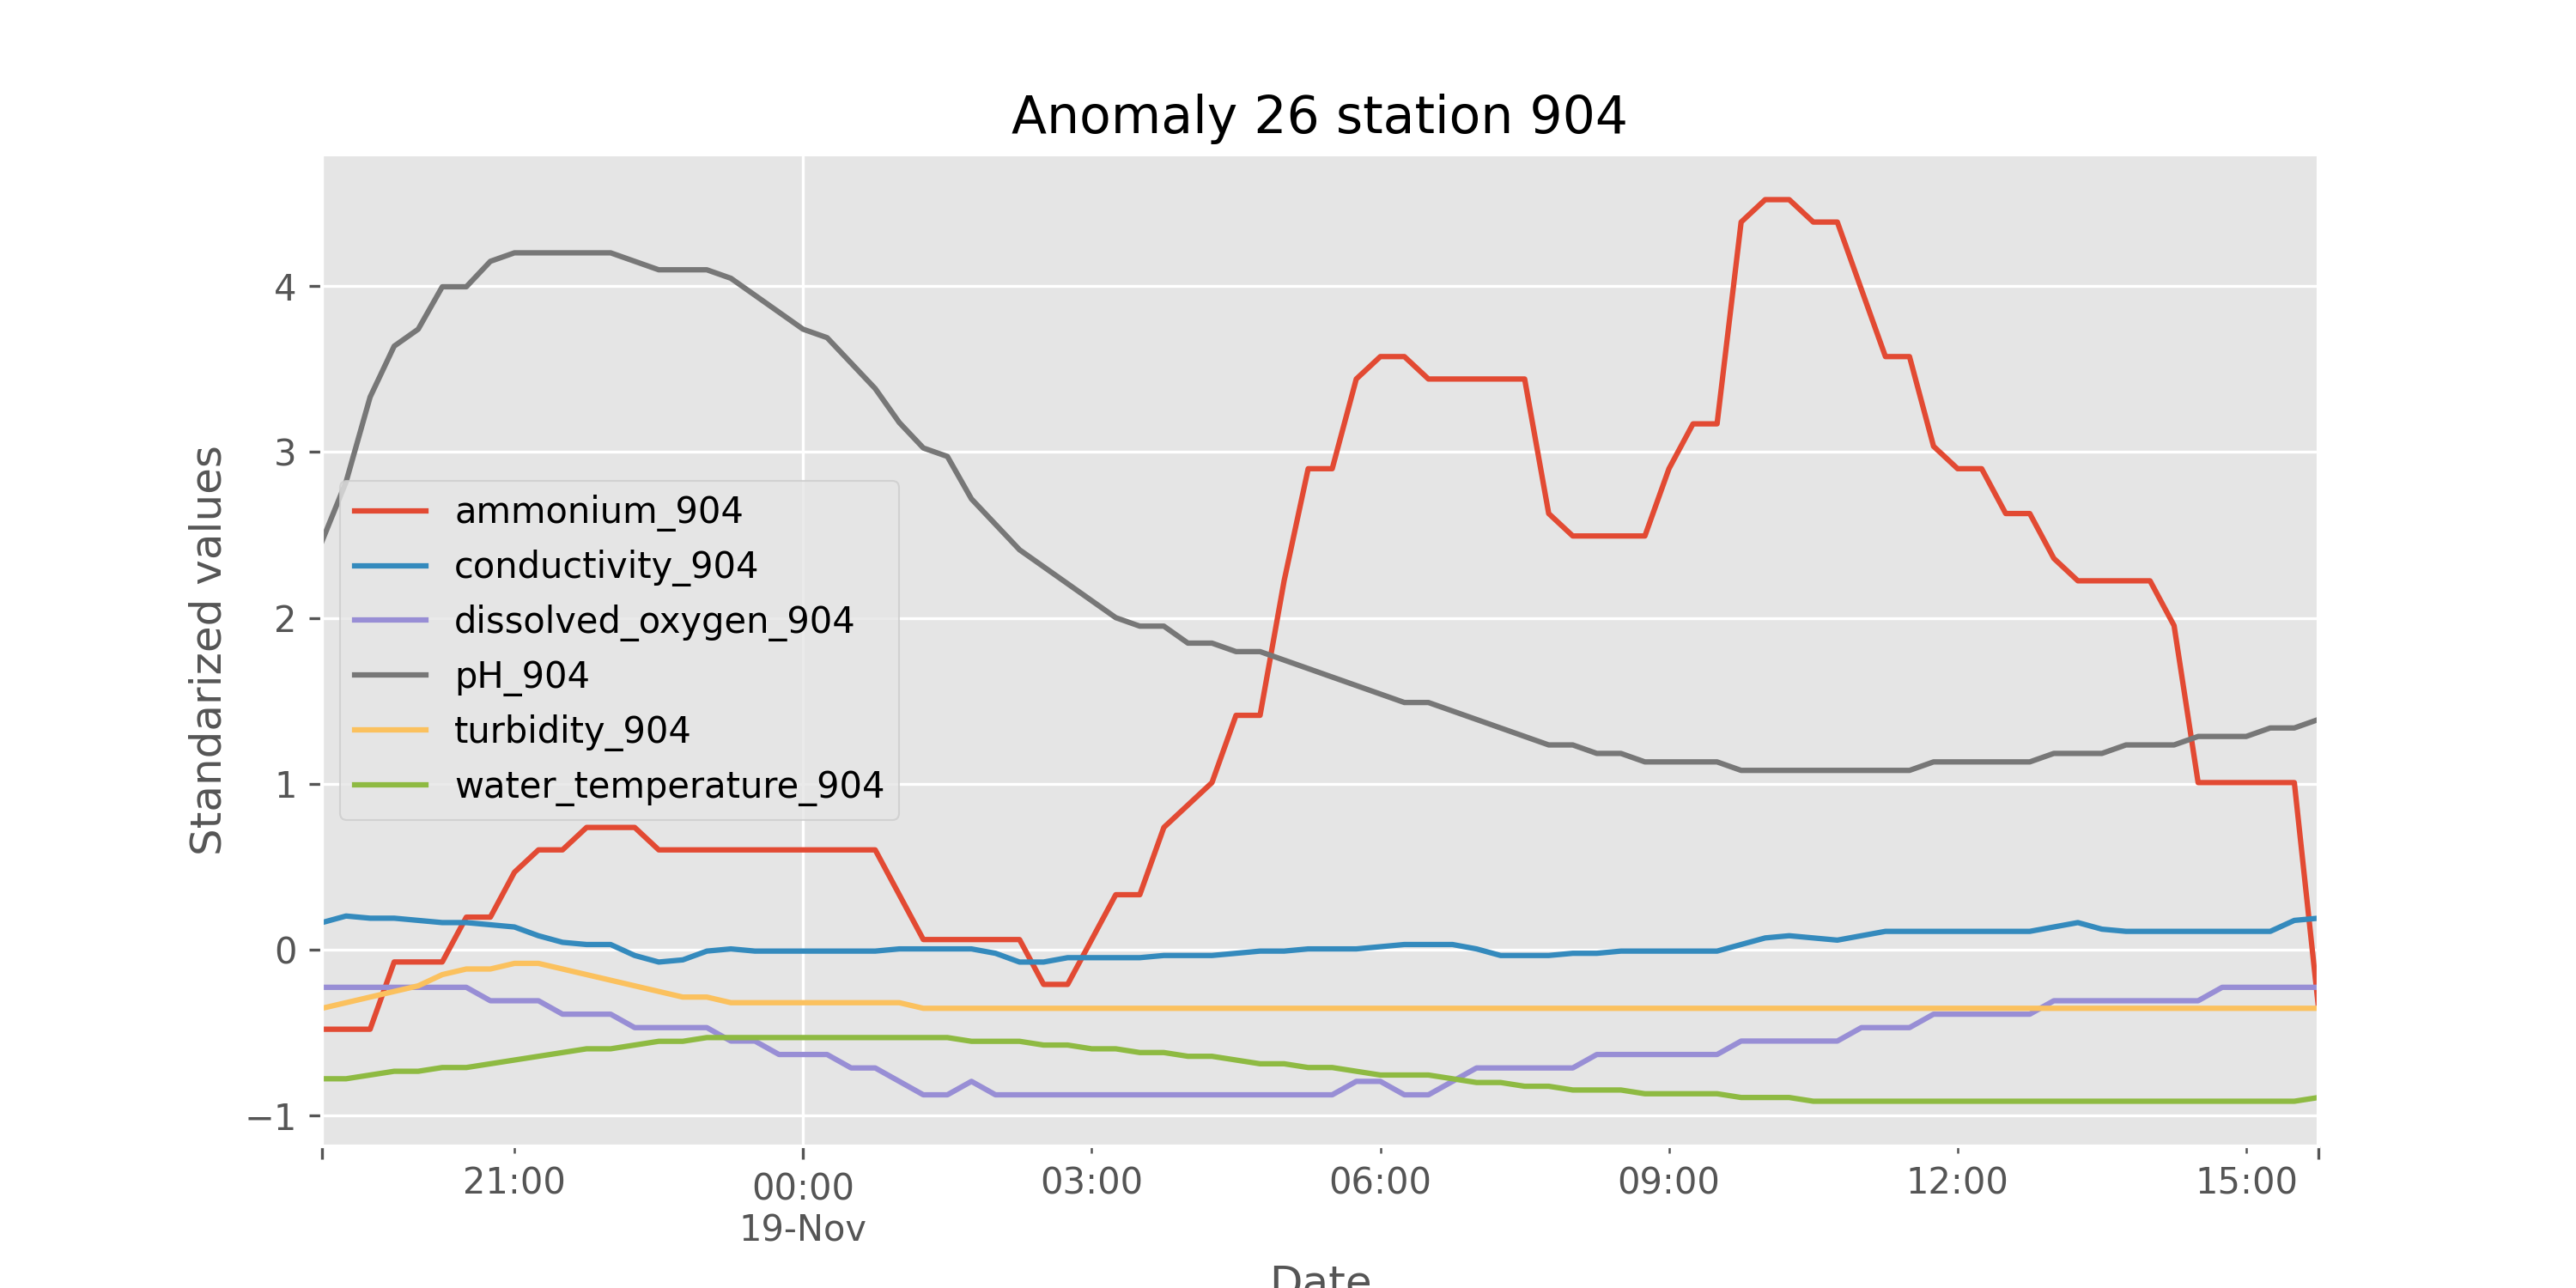 Anomaly 26 station 904
Standarized values
4
3
2
1
0
−1
ammonium_904
conductivity_904
dissolved_oxygen_904
pH_904
turbidity_904
water_temperature_904
21:00 00:00 03:00 06:00 09:00 12:00 15:00
19-Nov
Date